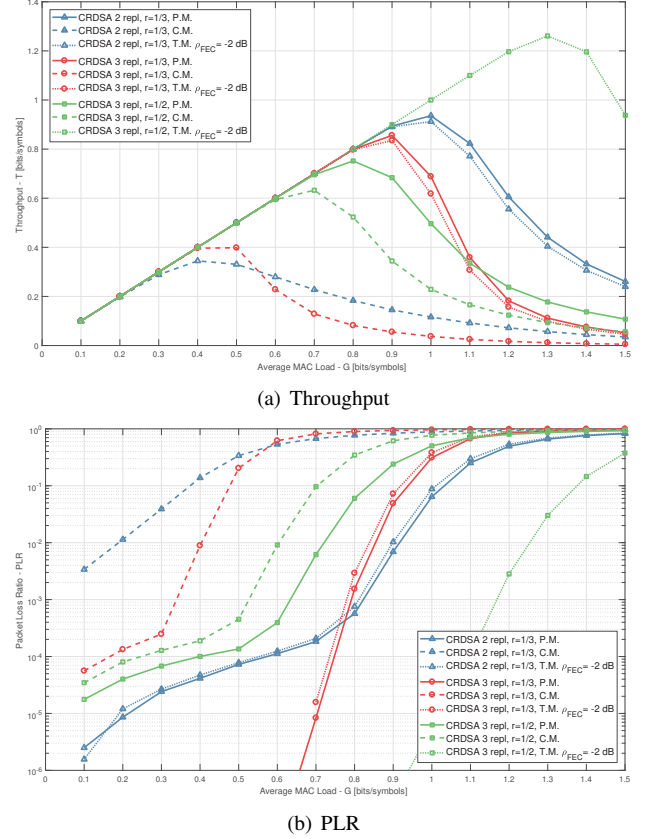 1.4
1.2
1
0.8
0.6
0.4
0.2
0
Throughput - T [bits/symbols]
CRDSA 2 repl, r=1/3, P.M.
CRDSA 2 repl, r=1/3, C.M.
CRDSA 2 repl, r=1/3, T.M. ρFEC= -2 dB
CRDSA 3 repl, r=1/3, P.M.
CRDSA 3 repl, r=1/3, C.M.
CRDSA 3 repl, r=1/3, T.M. ρFEC= -2 dB
CRDSA 3 repl, r=1/2, P.M.
CRDSA 3 repl, r=1/2, C.M.
CRDSA 3 repl, r=1/2, T.M. ρFEC= -2 dB
0 0.1 0.2 0.3 0.4 0.5 0.6 0.7 0.8 0.9 1 1.1 1.2 1.3 1.4 1.5
Average MAC Load - G [bits/symbols]
(a) Throughput
10^0
10^-1
10^-2
10^-3
10^-4
10^-5
10^-6
Packet Loss Ratio - PLR
CRDSA 2 repl, r=1/3, P.M.
CRDSA 2 repl, r=1/3, C.M.
CRDSA 2 repl, r=1/3, T.M. ρFEC= -2 dB
CRDSA 3 repl, r=1/3, P.M.
CRDSA 3 repl, r=1/3, C.M.
CRDSA 3 repl, r=1/3, T.M. ρFEC= -2 dB
CRDSA 3 repl, r=1/2, P.M.
CRDSA 3 repl, r=1/2, C.M.
CRDSA 3 repl, r=1/2, T.M. ρFEC= -2 dB
0 0.1 0.2 0.3 0.4 0.5 0.6 0.7 0.8 0.9 1 1.1 1.2 1.3 1.4 1.5
Average MAC Load - G [bits/symbols]
(b) PLR